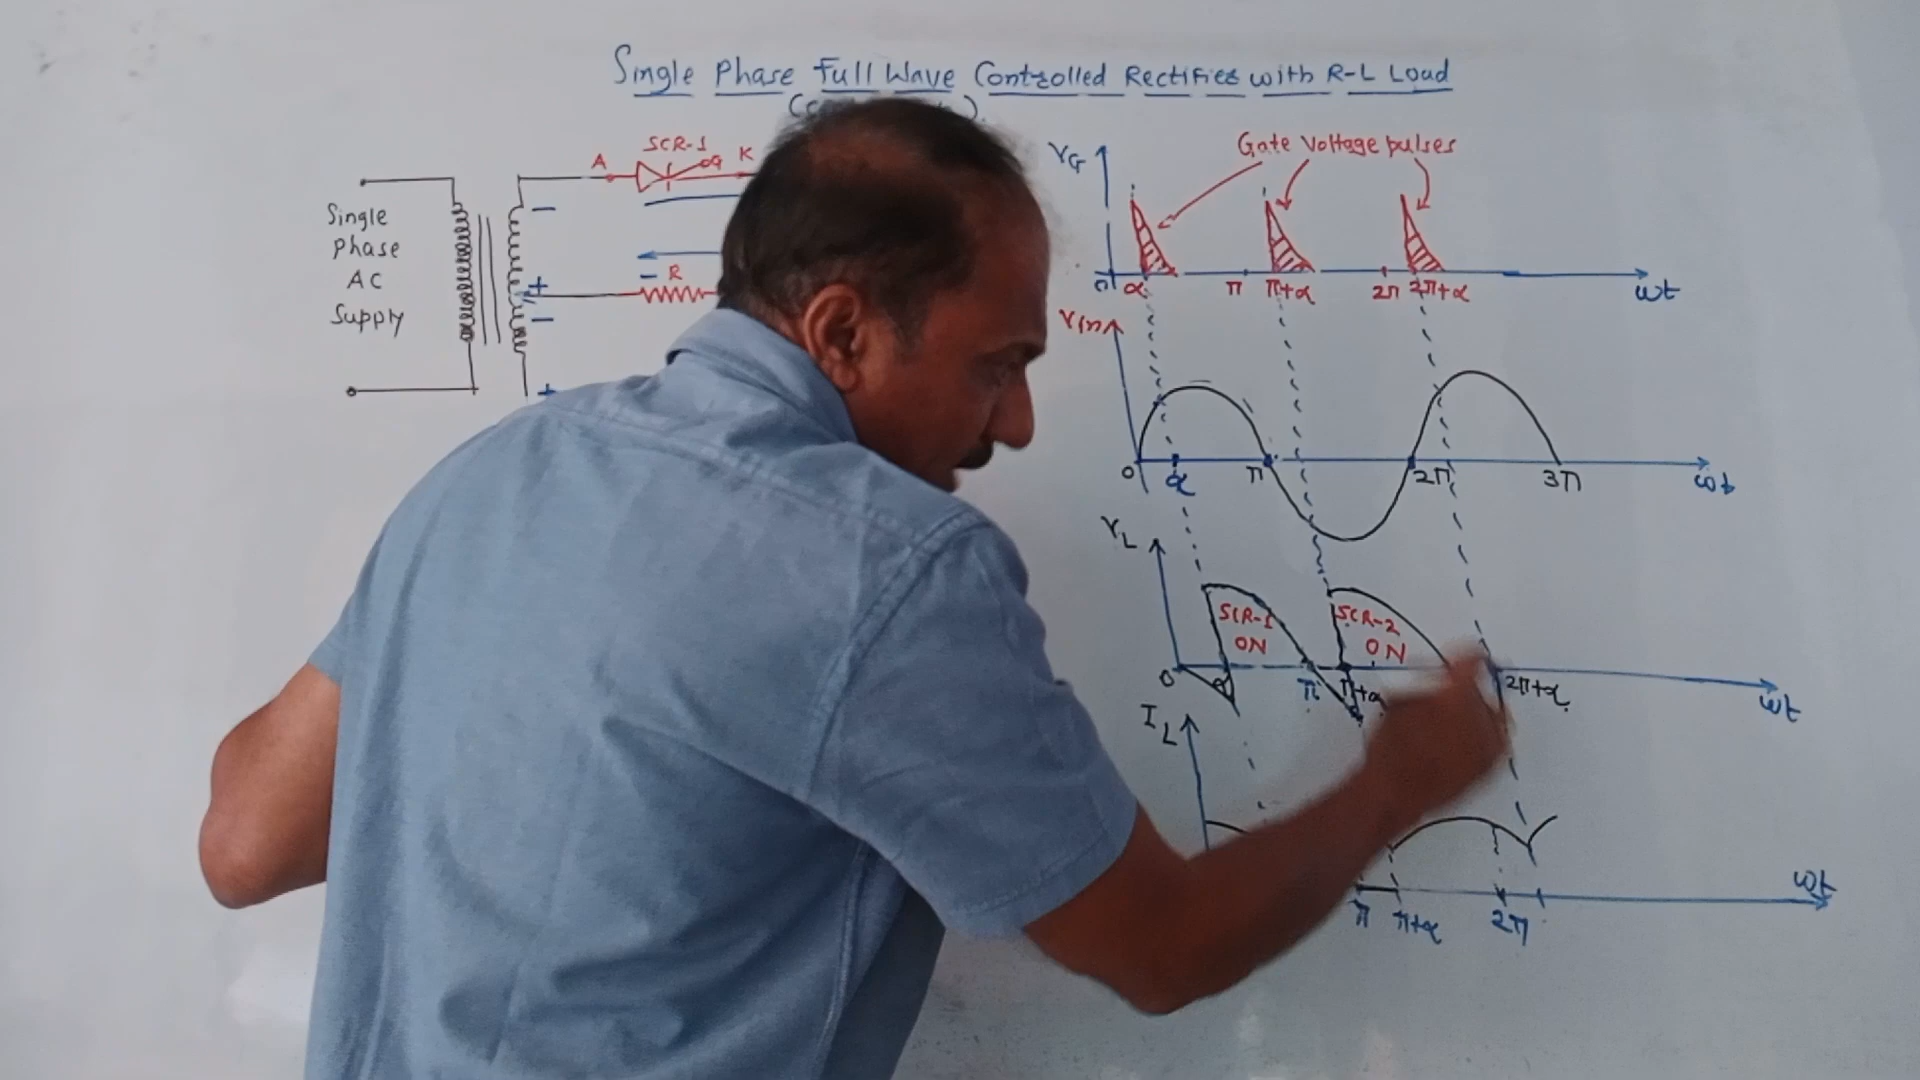 Single Phase Full Wave Controlled Rectifier with R-L Load
SCR-1
A
G
K
Single
Phase
AC
Supply
−
+
−
+
−
R
VG
Gate Voltage pulses
0
α
π
π+α
2π
2π+α
ωt
Vin
0
α
π
2π
3π
ωt
VL
SCR-1
ON
SCR-2
ON
0
α
π
π+α
2π+α
ωt
IL
π
π+α
2π
ωt